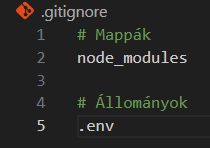 .gitignore
1 # Mappák
2 node_modules
3
4 # Állományok
5 .env